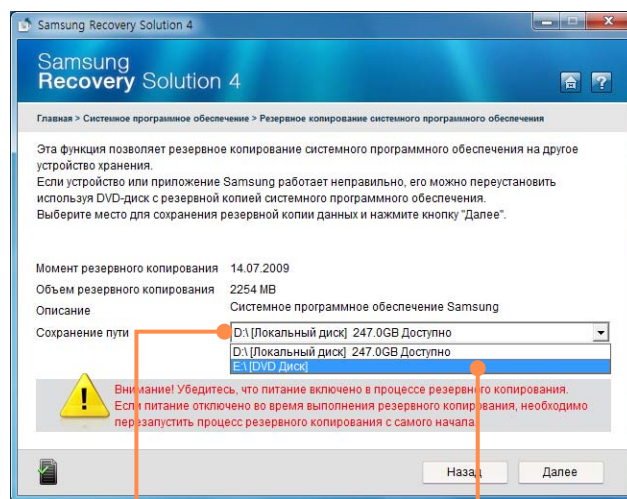 Samsung Recovery Solution 4
Samsung
Recovery Solution 4
Главная > Системное программное обеспечение > Резервное копирование системного программного обеспечения
Эта функция позволяет резервное копирование системного программного обеспечения на другое
устройство хранения.
Если устройство или приложение Samsung работает неправильно, его можно переустановить
используя DVD-диск с резервной копией системного программного обеспечения.
Выберите место для сохранения резервной копии данных и нажмите кнопку "Далее".
Момент резервного копирования 14.07.2009
Объем резервного копирования 2254 MB
Описание Системное программное обеспечение Samsung
Сохранение пути D:\ [Локальный диск] 247.0GB Доступно
D:\ [Локальный диск] 247.0GB Доступно
E:\ [DVD Диск]
Внимание! Убедитесь, что питание включено в процессе резервного копирования.
Если питание отключено во время выполнения резервного копирования, необходимо
перезапустить процесс резервного копирования с самого начала.
Назад Далее